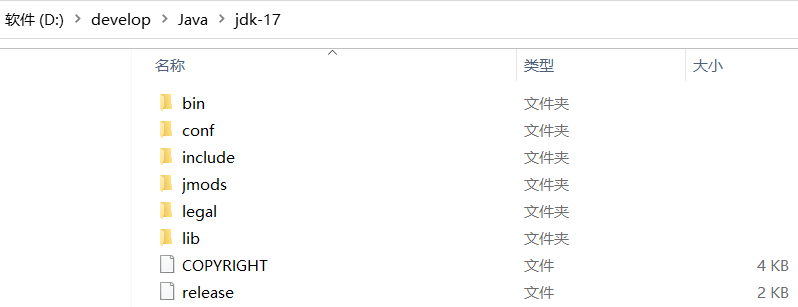 软件 (D:) > develop > Java > jdk-17
名称 类型 大小
bin 文件夹
conf 文件夹
include 文件夹
jmods 文件夹
legal 文件夹
lib 文件夹
COPYRIGHT 文件 4 KB
release 文件 2 KB